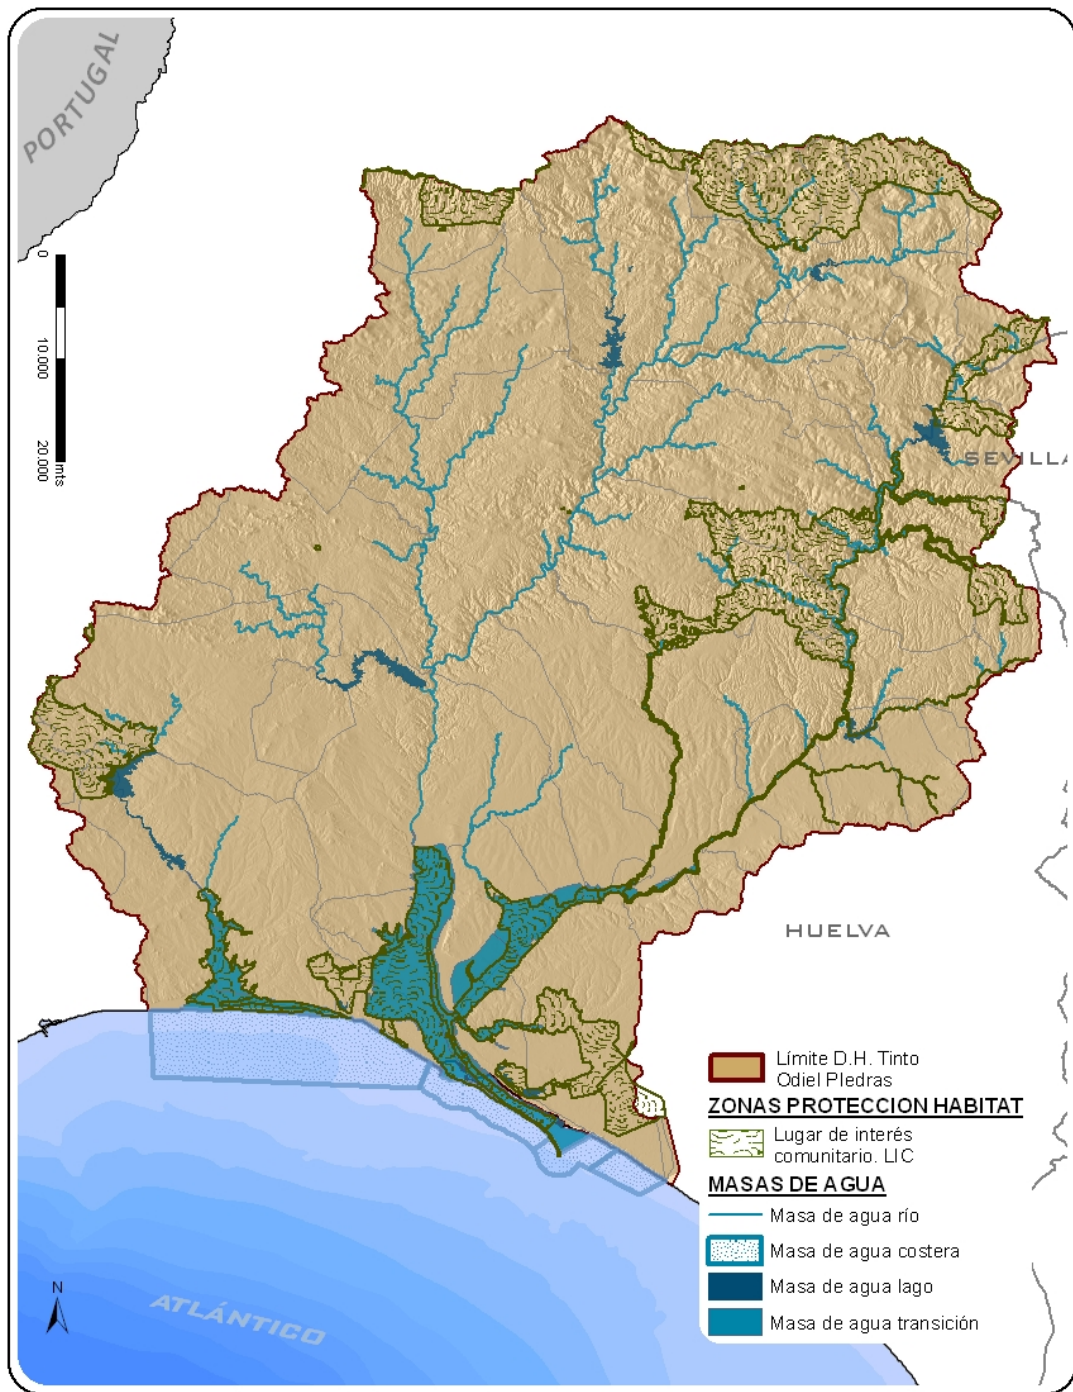 PORTUGAL
0
10.000
20.000
mts
SEVILLA
HUELVA
Límite D.H. Tinto
Odiel PIedras
ZONAS PROTECCION HABITAT
Lugar de interés
comunitario. LIC
MASAS DE AGUA
Masa de agua río
Masa de agua costera
Masa de agua lago
Masa de agua transición
N
ATLÁNTICO